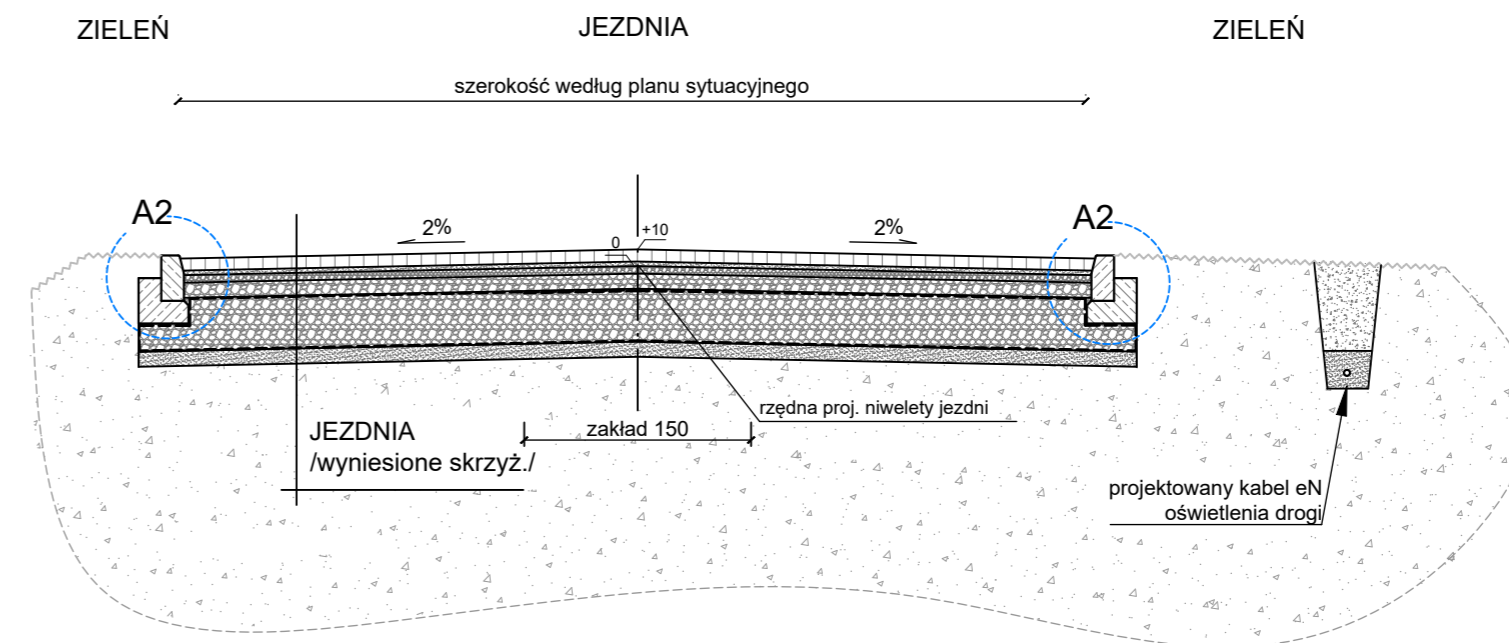 ZIELEŃ
JEZDNIA
ZIELEŃ
szerokość według planu sytuacyjnego
A2
A2
2%
0
+10
2%
rzędna proj. niwelety jezdni
zakład 150
JEZDNIA
/wyniesione skrzyż./
projektowany kabel eN
oświetlenia drogi